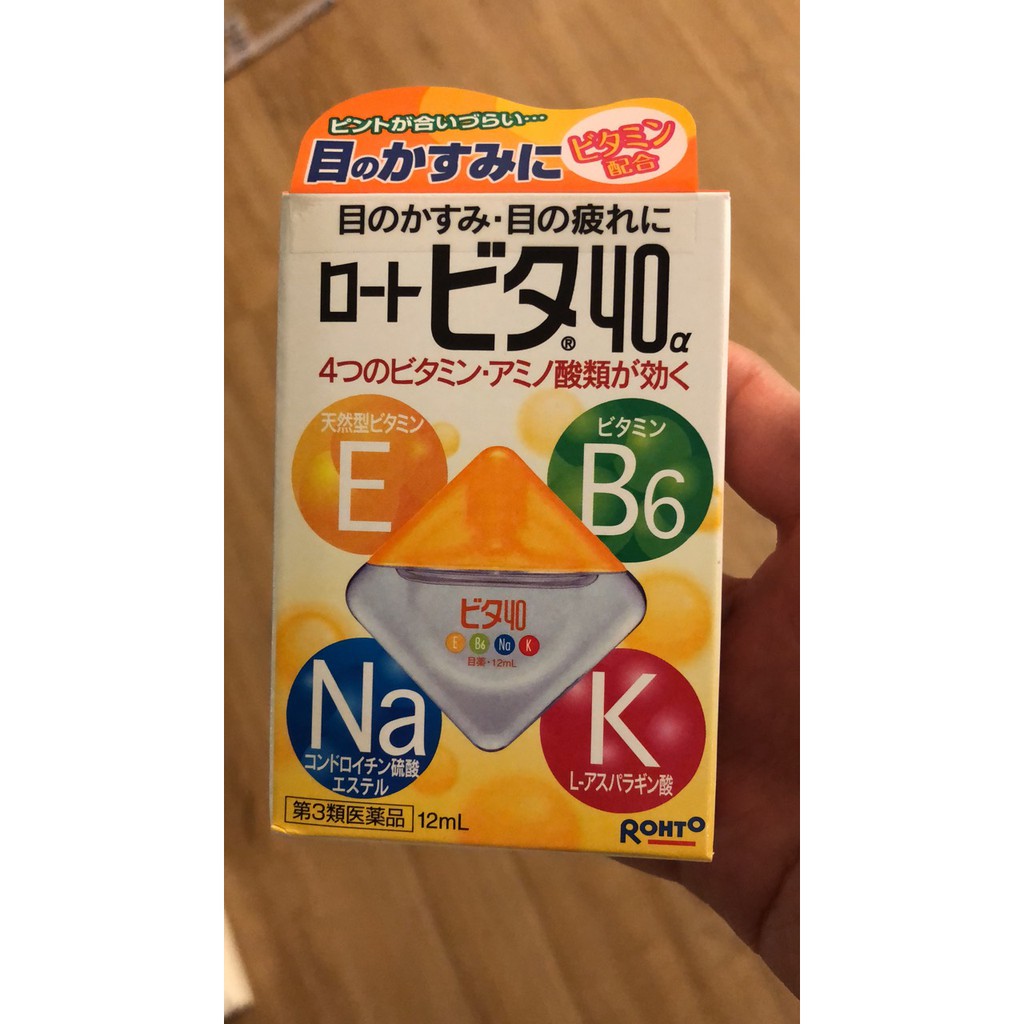 ピントが合いづらい…
目のかすみに
ビタミン
配合
目のかすみ・目の疲れに
ロートビタ®40α
4つのビタミン・アミノ酸類が効く
天然型ビタミン
E
ビタミン
B6
ビタ40
E B6 Na K
目薬・12mL
Na
コンドロイチン硫酸
エステル
K
L-アスパラギン酸
第3類医薬品 12mL
ROHTO